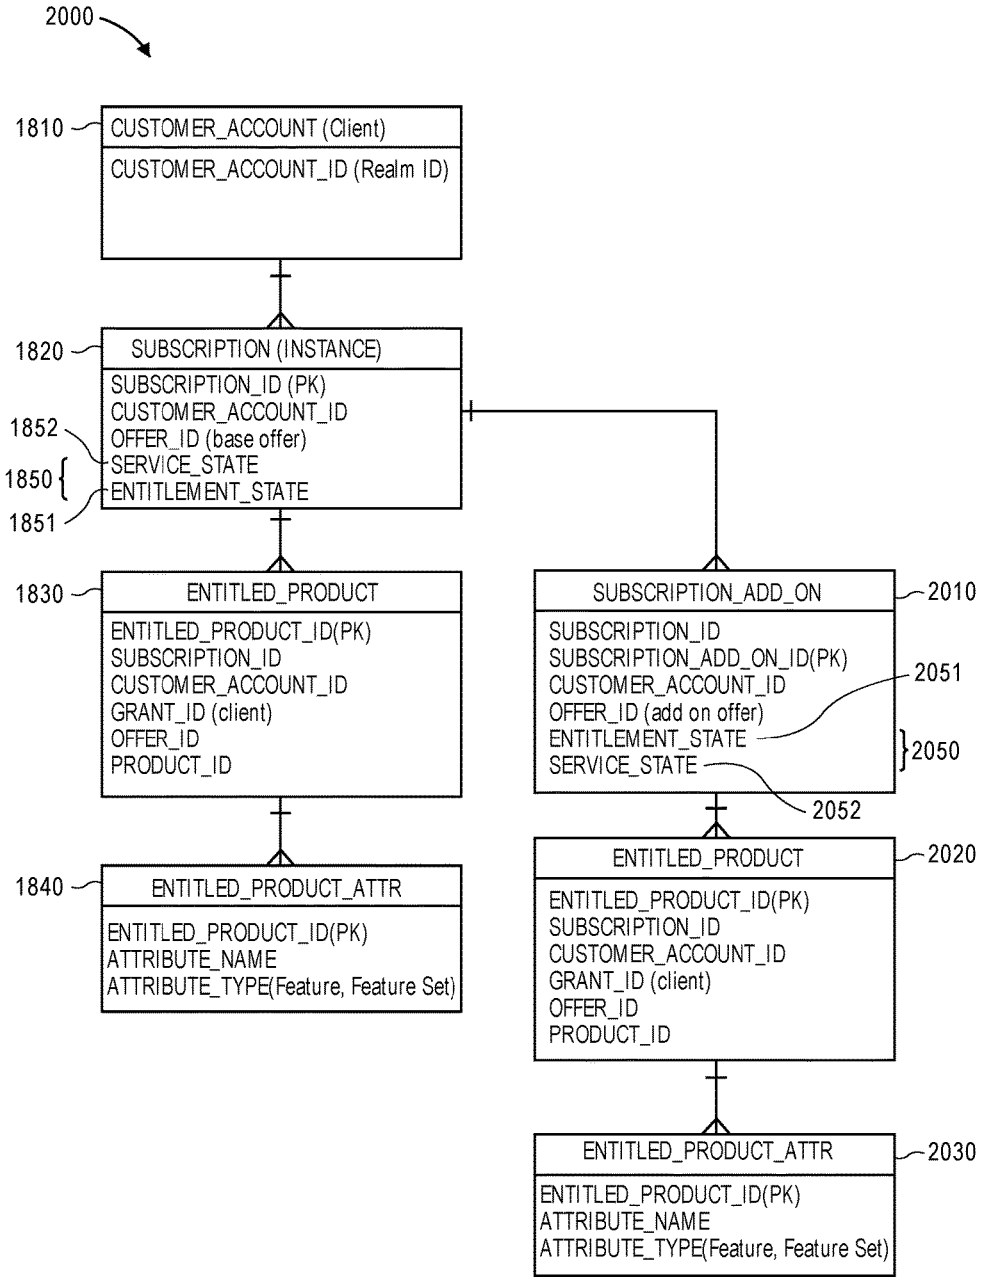 2000
1810
CUSTOMER_ACCOUNT (Client)
CUSTOMER_ACCOUNT_ID (Realm ID)
1820
SUBSCRIPTION (INSTANCE)
SUBSCRIPTION_ID (PK)
CUSTOMER_ACCOUNT_ID
1852
OFFER_ID (base offer)
SERVICE_STATE
1850
ENTITLEMENT_STATE
1851
1830
ENTITLED_PRODUCT
ENTITLED_PRODUCT_ID(PK)
SUBSCRIPTION_ID
CUSTOMER_ACCOUNT_ID
GRANT_ID (client)
OFFER_ID
PRODUCT_ID
1840
ENTITLED_PRODUCT_ATTR
ENTITLED_PRODUCT_ID(PK)
ATTRIBUTE_NAME
ATTRIBUTE_TYPE(Feature, Feature Set)
SUBSCRIPTION_ADD_ON
2010
SUBSCRIPTION_ID
SUBSCRIPTION_ADD_ON_ID(PK)
2051
CUSTOMER_ACCOUNT_ID
OFFER_ID (add on offer)
ENTITLEMENT_STATE
2050
SERVICE_STATE
2052
ENTITLED_PRODUCT
2020
ENTITLED_PRODUCT_ID(PK)
SUBSCRIPTION_ID
CUSTOMER_ACCOUNT_ID
GRANT_ID (client)
OFFER_ID
PRODUCT_ID
ENTITLED_PRODUCT_ATTR
2030
ENTITLED_PRODUCT_ID(PK)
ATTRIBUTE_NAME
ATTRIBUTE_TYPE(Feature, Feature Set)